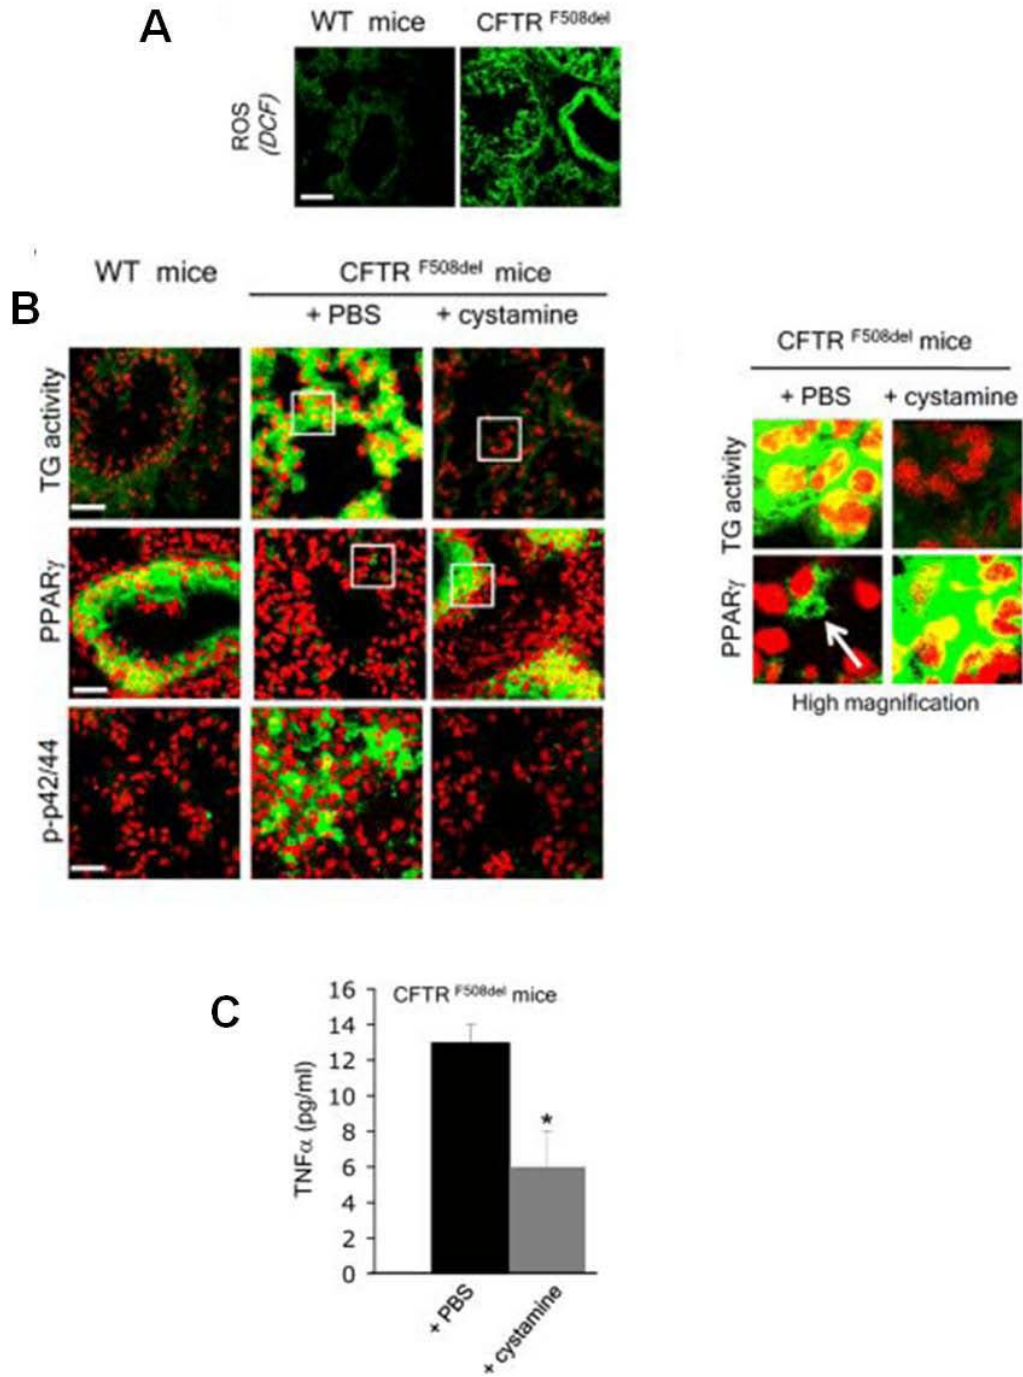 A
WT mice
CFTR F508del
ROS
(DCF)
B
WT mice
CFTR F508del mice
+ PBS
+ cystamine
TG activity
PPARγ
p-p42/44
CFTR F508del mice
+ PBS
+ cystamine
TG activity
PPARγ
High magnification
C
CFTR F508del mice
TNFα (pg/ml)
16
14
12
10
8
6
4
2
0
*
+ PBS
+ cystamine